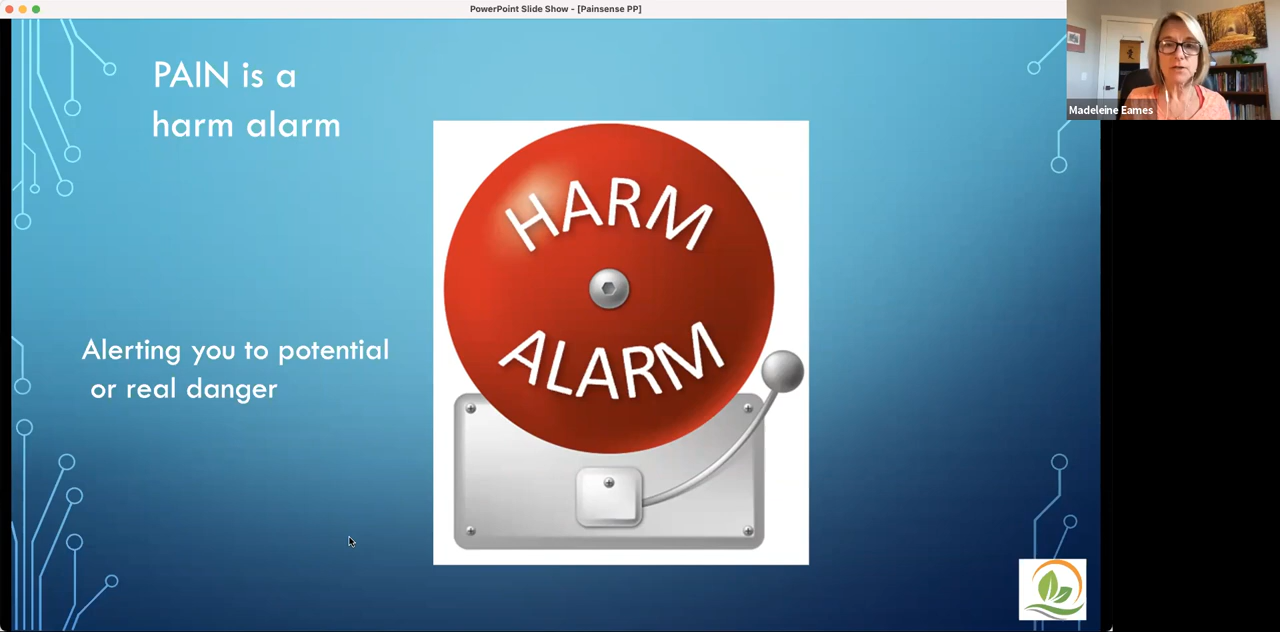 PowerPoint Slide Show - [Painsense PP]
PAIN is a
harm alarm
HARM
ALARM
Alerting you to potential
or real danger
Madeleine Eames